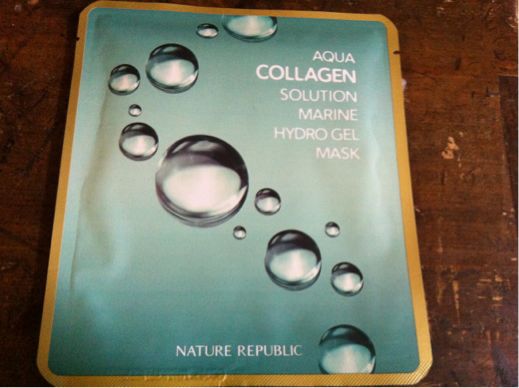 AQUA
COLLAGEN
SOLUTION
MARINE
HYDRO GEL
MASK
NATURE REPUBLIC